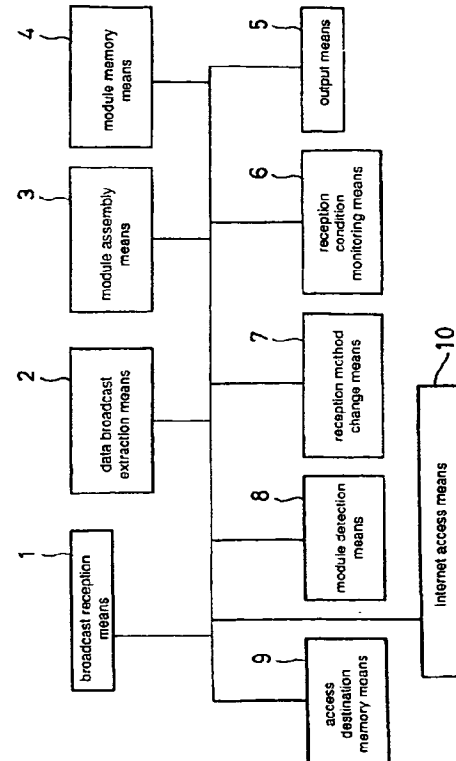 1
broadcast reception
means
2
data broadcast
extraction means
3
module assembly
means
4
module memory
means
5
output means
6
reception
condition
monitoring means
7
reception method
change means
8
module detection
means
9
access
destination
memory means
10
Internet access means